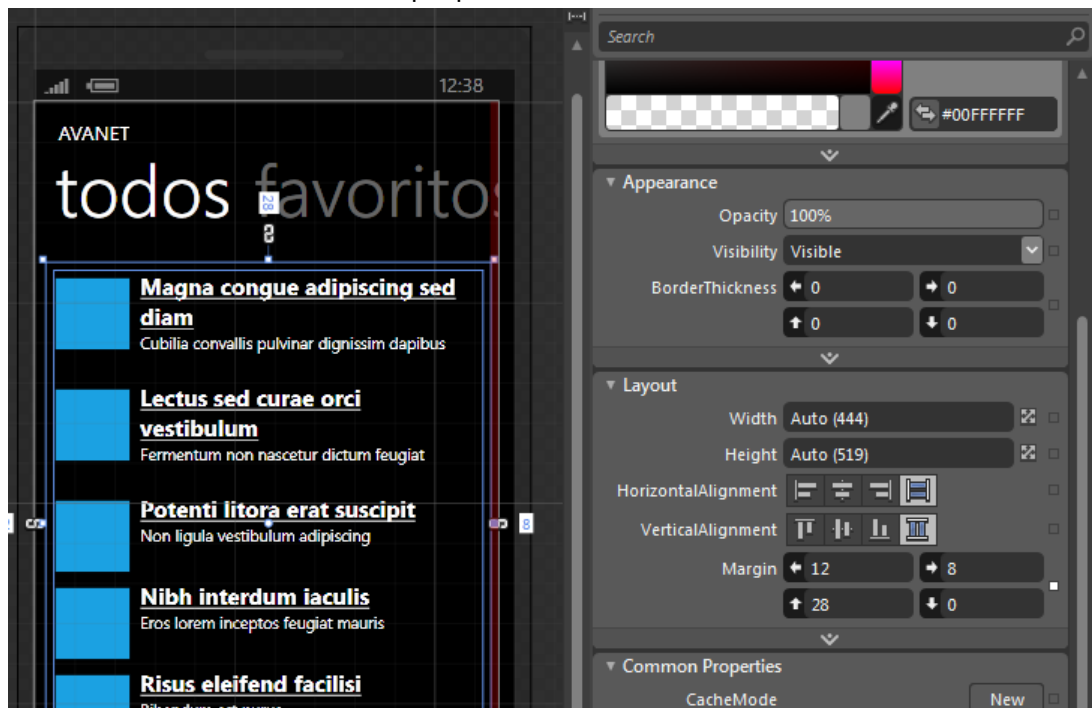 Search
12:38
#00FFFFFF
AVANET
todos favoritos
28
Appearance
Opacity 100%
Visibility Visible
BorderThickness 0 0
0 0
Magna congue adipiscing sed
diam
Cubilia convallis pulvinar dignissim dapibus
Layout
Lectus sed curae orci
vestibulum
Fermentum non nascetur dictum feugiat
Width Auto (444)
Height Auto (519)
HorizontalAlignment
Potenti litora erat suscipit
Non ligula vestibulum adipiscing
8
VerticalAlignment
Margin 12 8
28 0
Nibh interdum iaculis
Eros lorem inceptos feugiat mauris
Risus eleifend facilisi
Common Properties
CacheMode New